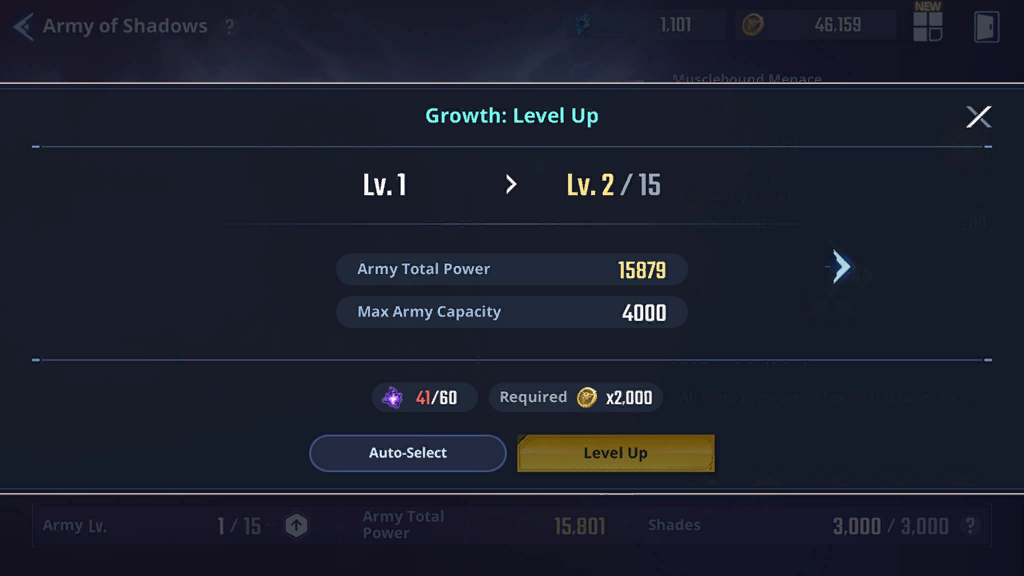 Army of Shadows ?
1,101
46,159
NEW
Musclebound Menace
Growth: Level Up
Lv. 1
Lv. 2 / 15
Army Total Power 15879
Max Army Capacity 4000
41/60
Required x2,000
Auto-Select
Level Up
Army Lv. 1 / 15
Army Total
Power
15,801
Shades 3,000 / 3,000 ?